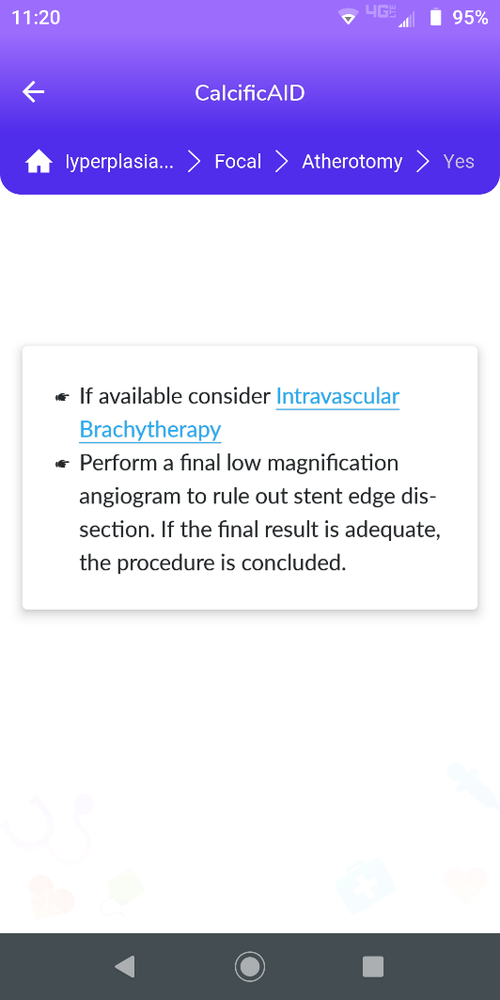 11:20 4G LTE 95%
CalcificAID
lyperplasia... Focal Atherotomy Yes
☛ If available consider Intravascular
Brachytherapy
☛ Perform a final low magnification
angiogram to rule out stent edge dis-
section. If the final result is adequate,
the procedure is concluded.